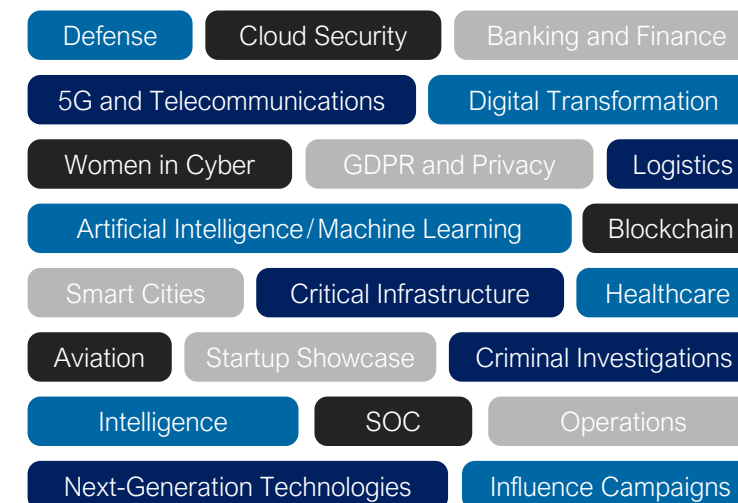 Defense Cloud Security Banking and Finance
5G and Telecommunications Digital Transformation
Women in Cyber GDPR and Privacy Logistics
Artificial Intelligence/Machine Learning Blockchain
Smart Cities Critical Infrastructure Healthcare
Aviation Startup Showcase Criminal Investigations
Intelligence SOC Operations
Next-Generation Technologies Influence Campaigns